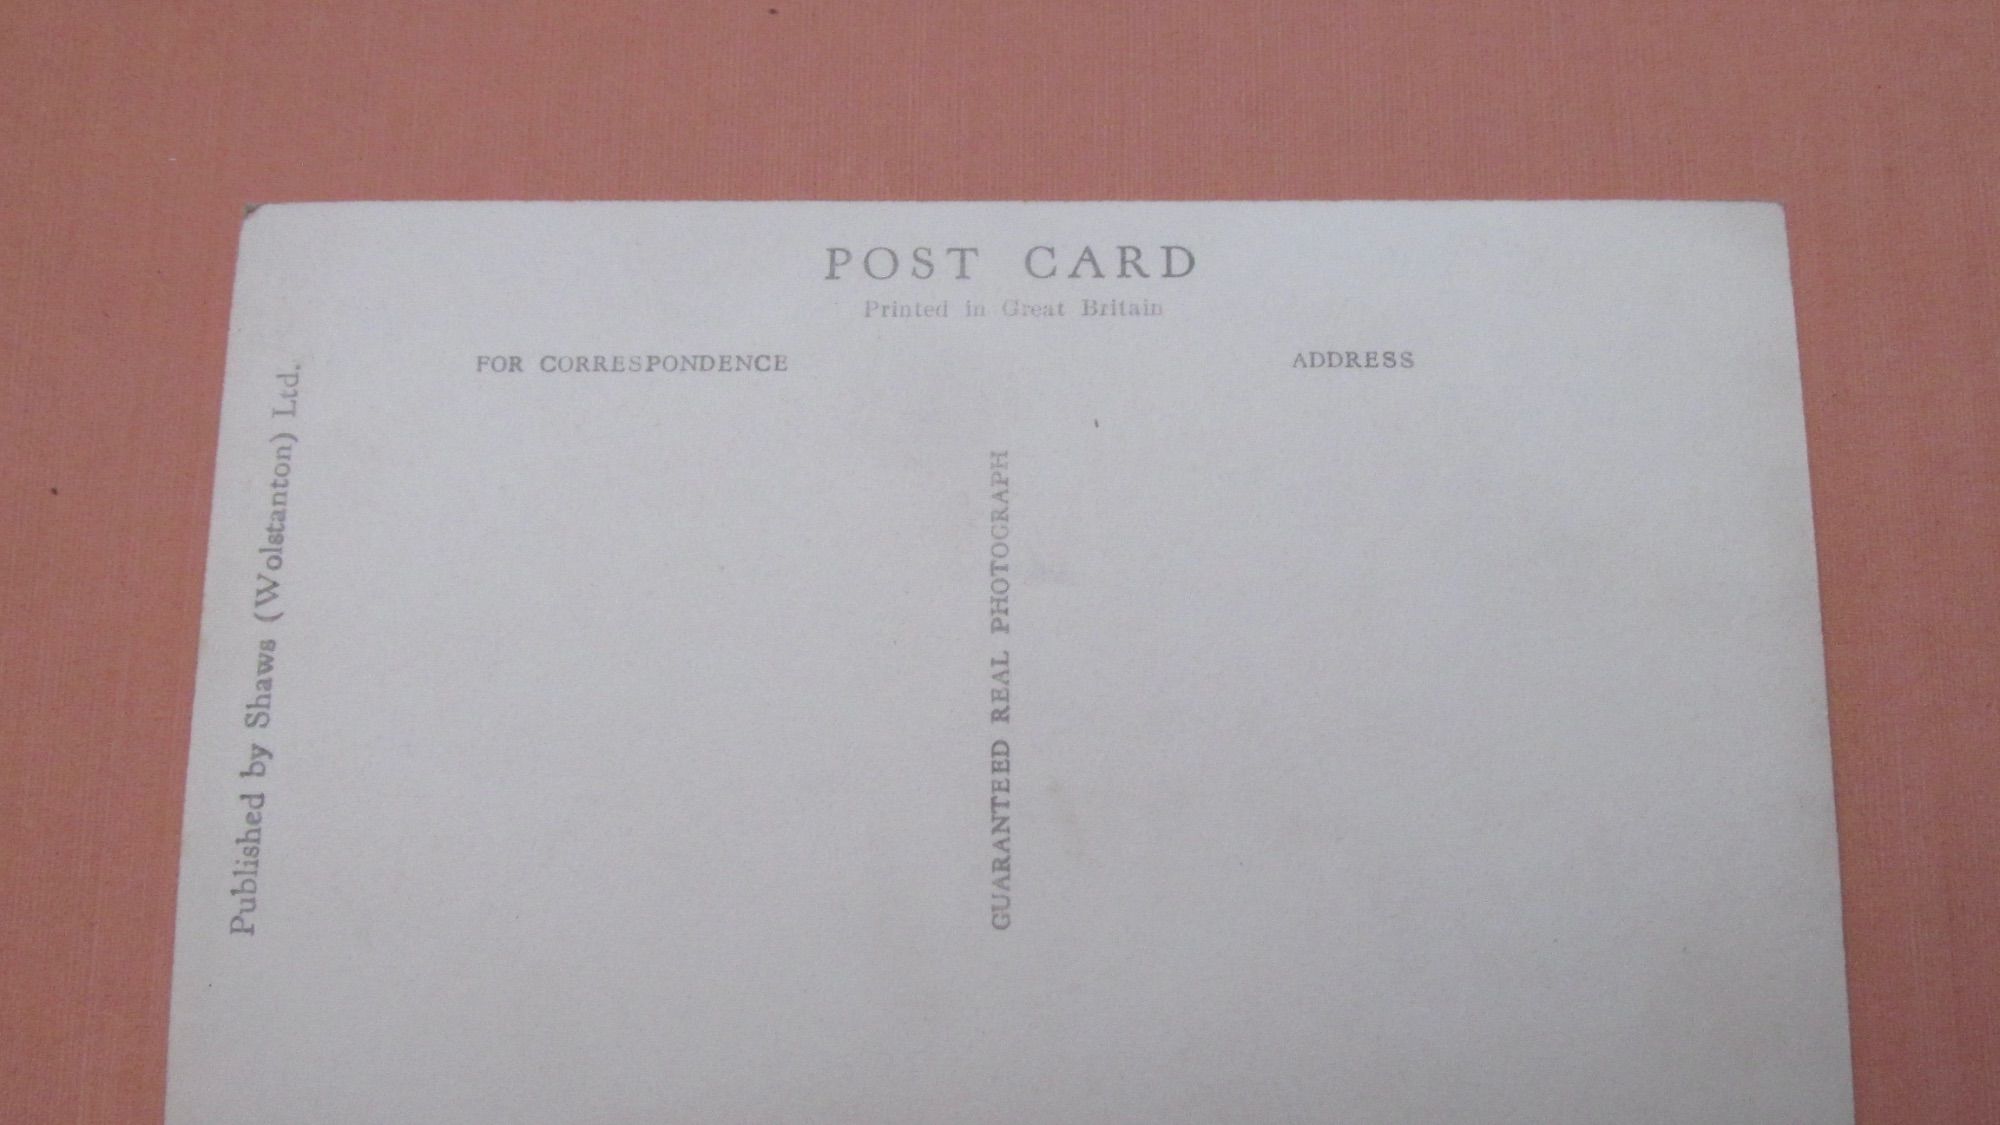 POST CARD
Printed in Great Britain
FOR CORRESPONDENCE
ADDRESS
Published by Shaws (Wolstanton) Ltd.
GUARANTEED REAL PHOTOGRAPH